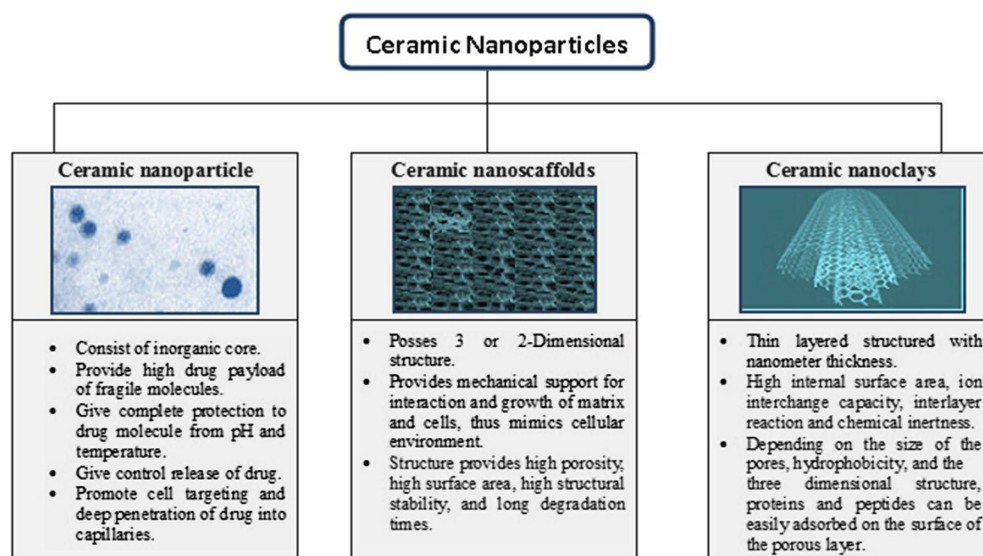 Ceramic Nanoparticles
Ceramic nanoparticle
• Consist of inorganic core.
• Provide high drug payload
of fragile molecules.
• Give complete protection to
drug molecule from pH and
temperature.
• Give control release of drug.
• Promote cell targeting and
deep penetration of drug into
capillaries.
Ceramic nanoscaffolds
• Posses 3 or 2-Dimensional
structure.
• Provides mechanical support for
interaction and growth of matrix
and cells, thus mimics cellular
environment.
• Structure provides high porosity,
high surface area, high structural
stability, and long degradation
times.
Ceramic nanoclays
• Thin layered structured with
nanometer thickness.
• High internal surface area, ion
interchange capacity, interlayer
reaction and chemical inertness.
• Depending on the size of the
pores, hydrophobicity, and the
three dimensional structure,
proteins and peptides can be
easily adsorbed on the surface of
the porous layer.